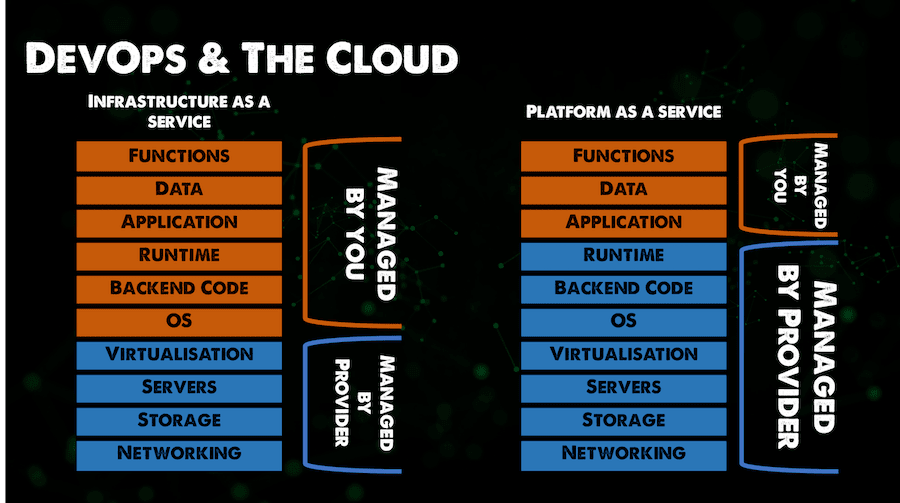 DevOps & The Cloud
Infrastructure as a
service
Functions
Data
Application
Runtime
Backend Code
OS
Virtualisation
Servers
Storage
Networking
Managed
by you
Managed
by
Provider
Platform as a service
Functions
Data
Application
Runtime
Backend Code
OS
Virtualisation
Servers
Storage
Networking
Managed
by
you
Managed
by Provider